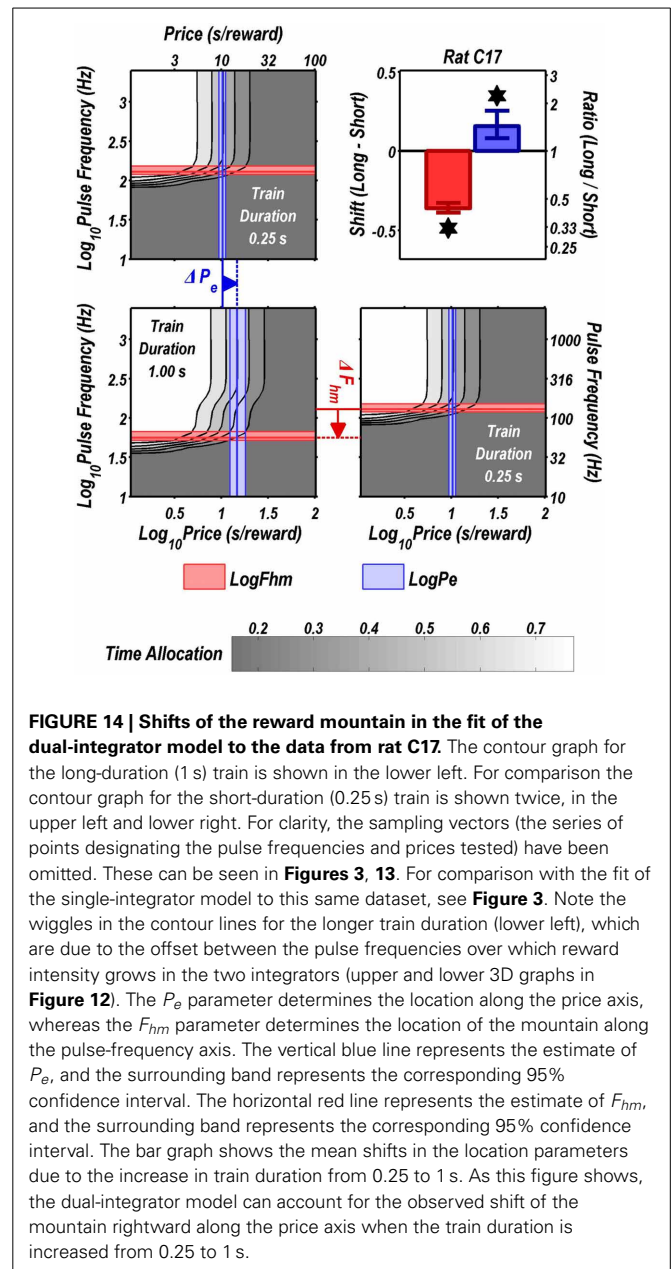 Price (s/reward)
3 10 32 100
Rat C17
Log10Pulse Frequency (Hz)
3
2.5
2
1.5
1
Train
Duration
0.25 s
Shift (Long - Short)
0.5
0
-0.5
Ratio (Long / Short)
3
2
1
0.5
0.33
0.25
Δ Pe
Log10Pulse Frequency (Hz)
3
2.5
2
1.5
1
Train
Duration
1.00 s
0.5 1 1.5 2
Log10Price (s/reward)
Δ Fhm
Train
Duration
0.25 s
Pulse Frequency (Hz)
1000
316
100
32
10
0.5 1 1.5 2
Log10Price (s/reward)
LogFhm
LogPe
0.2 0.3 0.4 0.5 0.6 0.7
Time Allocation
FIGURE 14 | Shifts of the reward mountain in the fit of the
dual-integrator model to the data from rat C17. The contour graph for
the long-duration (1 s) train is shown in the lower left. For comparison the
contour graph for the short-duration (0.25 s) train is shown twice, in the
upper left and lower right. For clarity, the sampling vectors (the series of
points designating the pulse frequencies and prices tested) have been
omitted. These can be seen in Figures 3, 13. For comparison with the fit of
the single-integrator model to this same dataset, see Figure 3. Note the
wiggles in the contour lines for the longer train duration (lower left), which
are due to the offset between the pulse frequencies over which reward
intensity grows in the two integrators (upper and lower 3D graphs in
Figure 12). The Pe parameter determines the location along the price axis,
whereas the Fhm parameter determines the location of the mountain along
the pulse-frequency axis. The vertical blue line represents the estimate of
Pe, and the surrounding band represents the corresponding 95%
confidence interval. The horizontal red line represents the estimate of Fhm,
and the surrounding band represents the corresponding 95% confidence
interval. The bar graph shows the mean shifts in the location parameters
due to the increase in train duration from 0.25 to 1 s. As this figure shows,
the dual-integrator model can account for the observed shift of the
mountain rightward along the price axis when the train duration is
increased from 0.25 to 1 s.